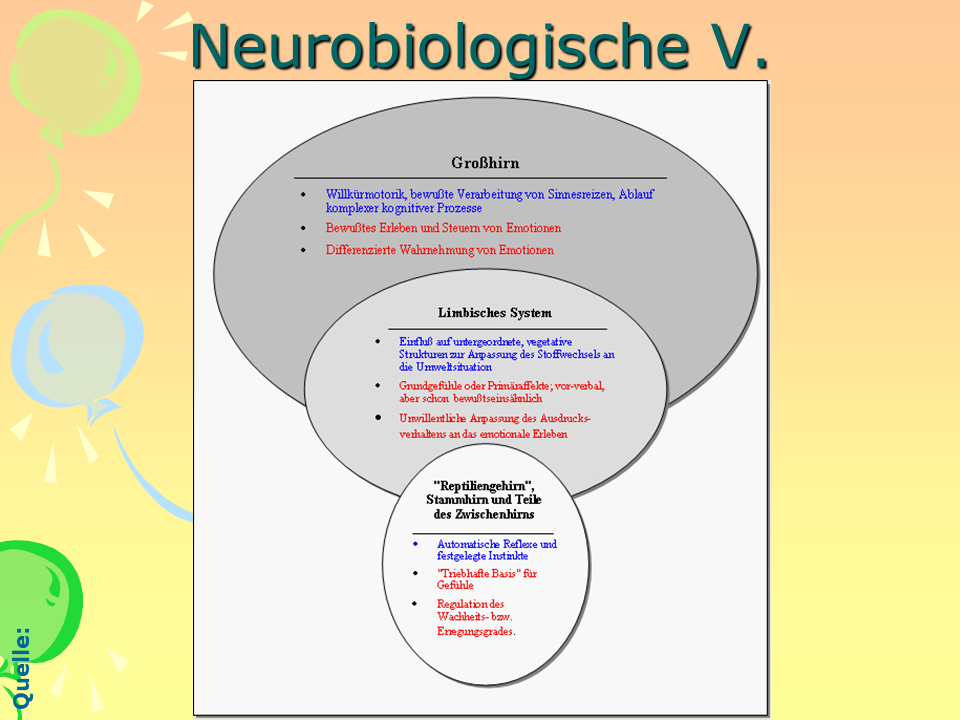 Neurobiologische V.
Großhirn
• Willkürmotorik, bewußte Verarbeitung von Sinnesreizen, Ablauf
komplexer kognitiver Prozesse
• Bewußtes Erleben und Steuern von Emotionen
• Differenzierte Wahrnehmung von Emotionen
Limbisches System
• Einfluß auf untergeordnete, vegetative
Strukturen zur Anpassung des Stoffwechsels an
die Umweltsituation
• Grundgefühle oder Primäraffekte; vor-verbal,
aber schon bewußtseinsähnlich
• Unwillentliche Anpassung des Ausdrucks-
verhaltens an das emotionale Erleben
"Reptiliengehirn",
Stammhirn und Teile
des Zwischenhirns
• Automatische Reflexe und
festgelegte Instinkte
• "Triebhafte Basis" für
Gefühle
• Regulation des
Wachheits- bzw.
Erregungsgrades.
Quelle: